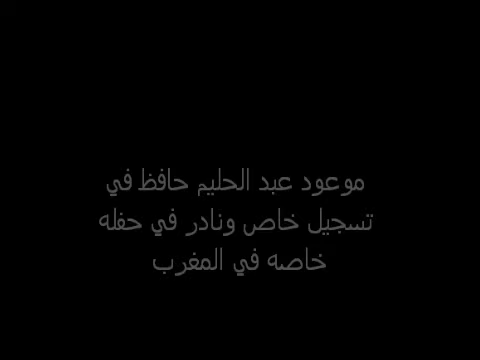 موعود عبد الحليم حافظ في
تسجيل خاص ونادر في حفله
خاصه في المغرب